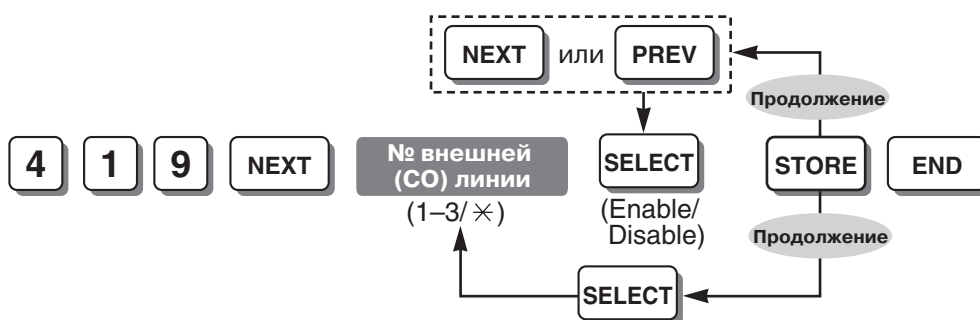 NEXT или PREV
Продолжение
4 1 9 NEXT № внешней (CO) линии SELECT STORE END
(1–3/✳) (Enable/ Disable)
Продолжение
SELECT